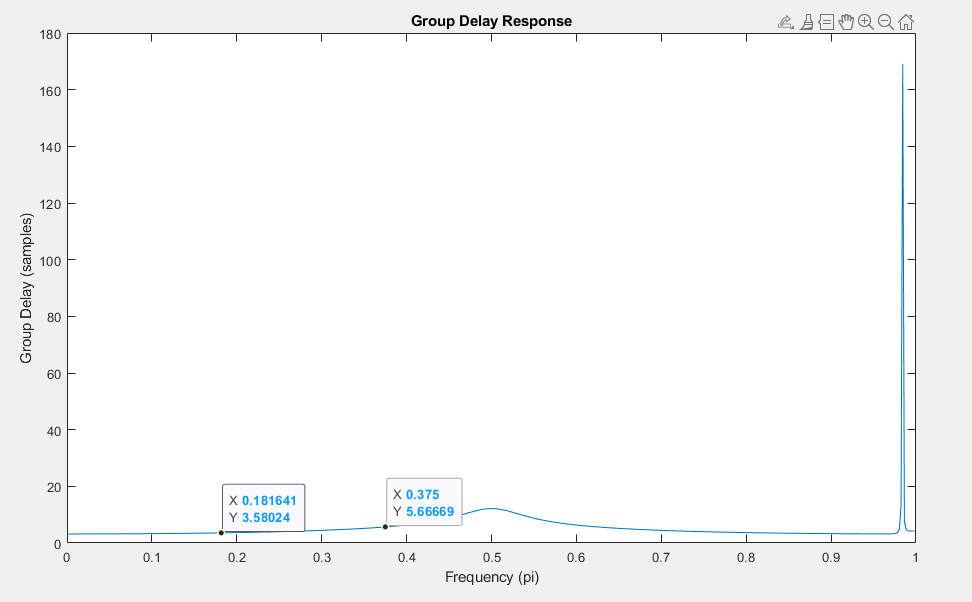 Group Delay Response
180
160
140
120
100
80
60
40
20
0
Group Delay (samples)
X 0.181641
Y 3.58024
X 0.375
Y 5.66669
0 0.1 0.2 0.3 0.4 0.5 0.6 0.7 0.8 0.9 1
Frequency (pi)